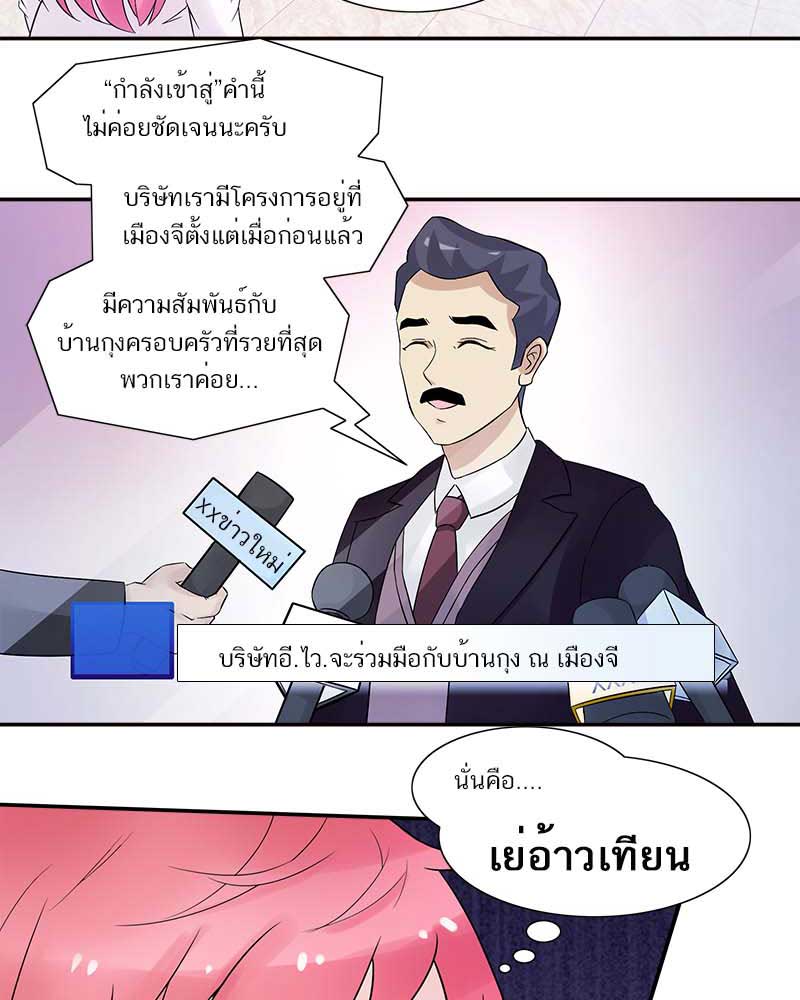 “กำลังเข้าสู่”คำนี้
ไม่ค่อยชัดเจนนะครับ
บริษัทเรามีโครงการอยู่ที่
เมืองจีตั้งแต่เมื่อก่อนแล้ว
มีความสัมพันธ์กับ
บ้านกุงครอบครัวที่รวยที่สุด
พวกเราค่อย...
xxข่าวใหม่
บริษัทอี.ไว.จะร่วมมือกับบ้านกุง ณ เมืองจี
นั่นคือ....
เย่อ้าวเทียน